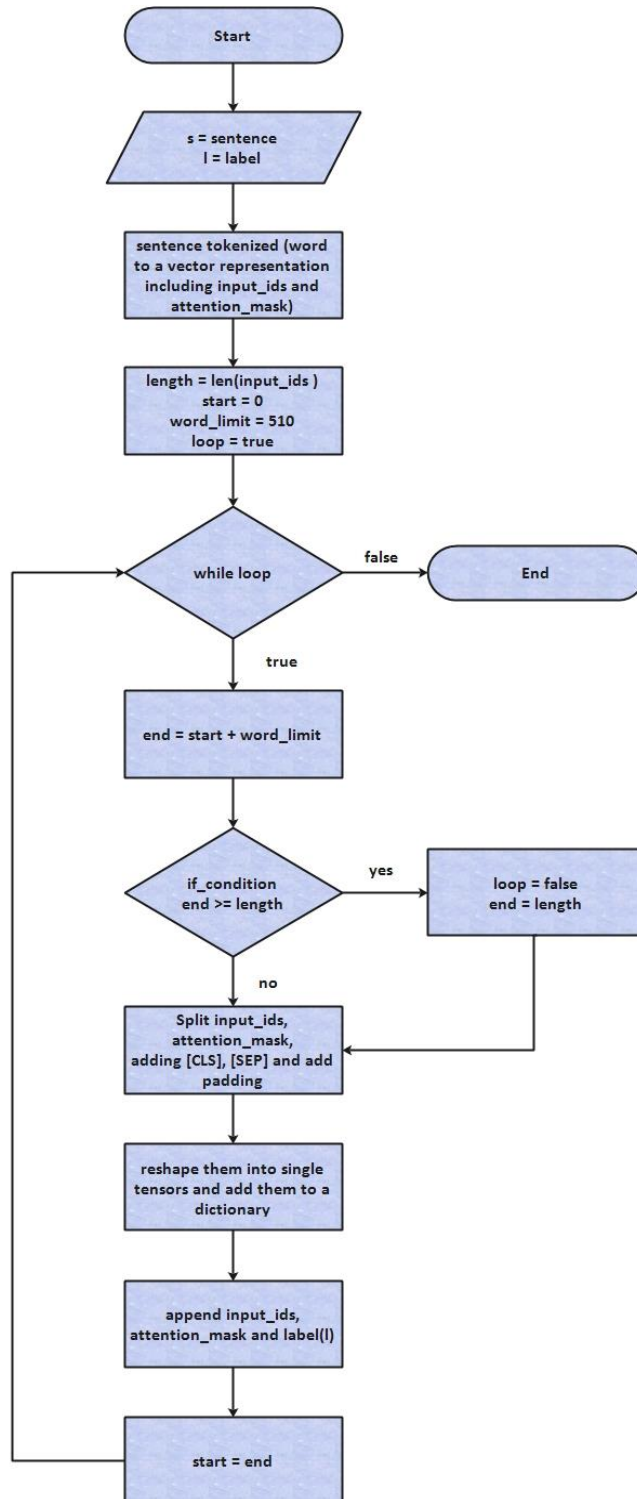 Start
s = sentence
l = label
sentence tokenized (word
to a vector representation
including input_ids and
attention_mask)
length = len(input_ids )
start = 0
word_limit = 510
loop = true
while loop
false
End
true
end = start + word_limit
if_condition
end >= length
yes
loop = false
end = length
no
Split input_ids,
attention_mask,
adding [CLS], [SEP] and add
padding
reshape them into single
tensors and add them to a
dictionary
append input_ids,
attention_mask and label(l)
start = end